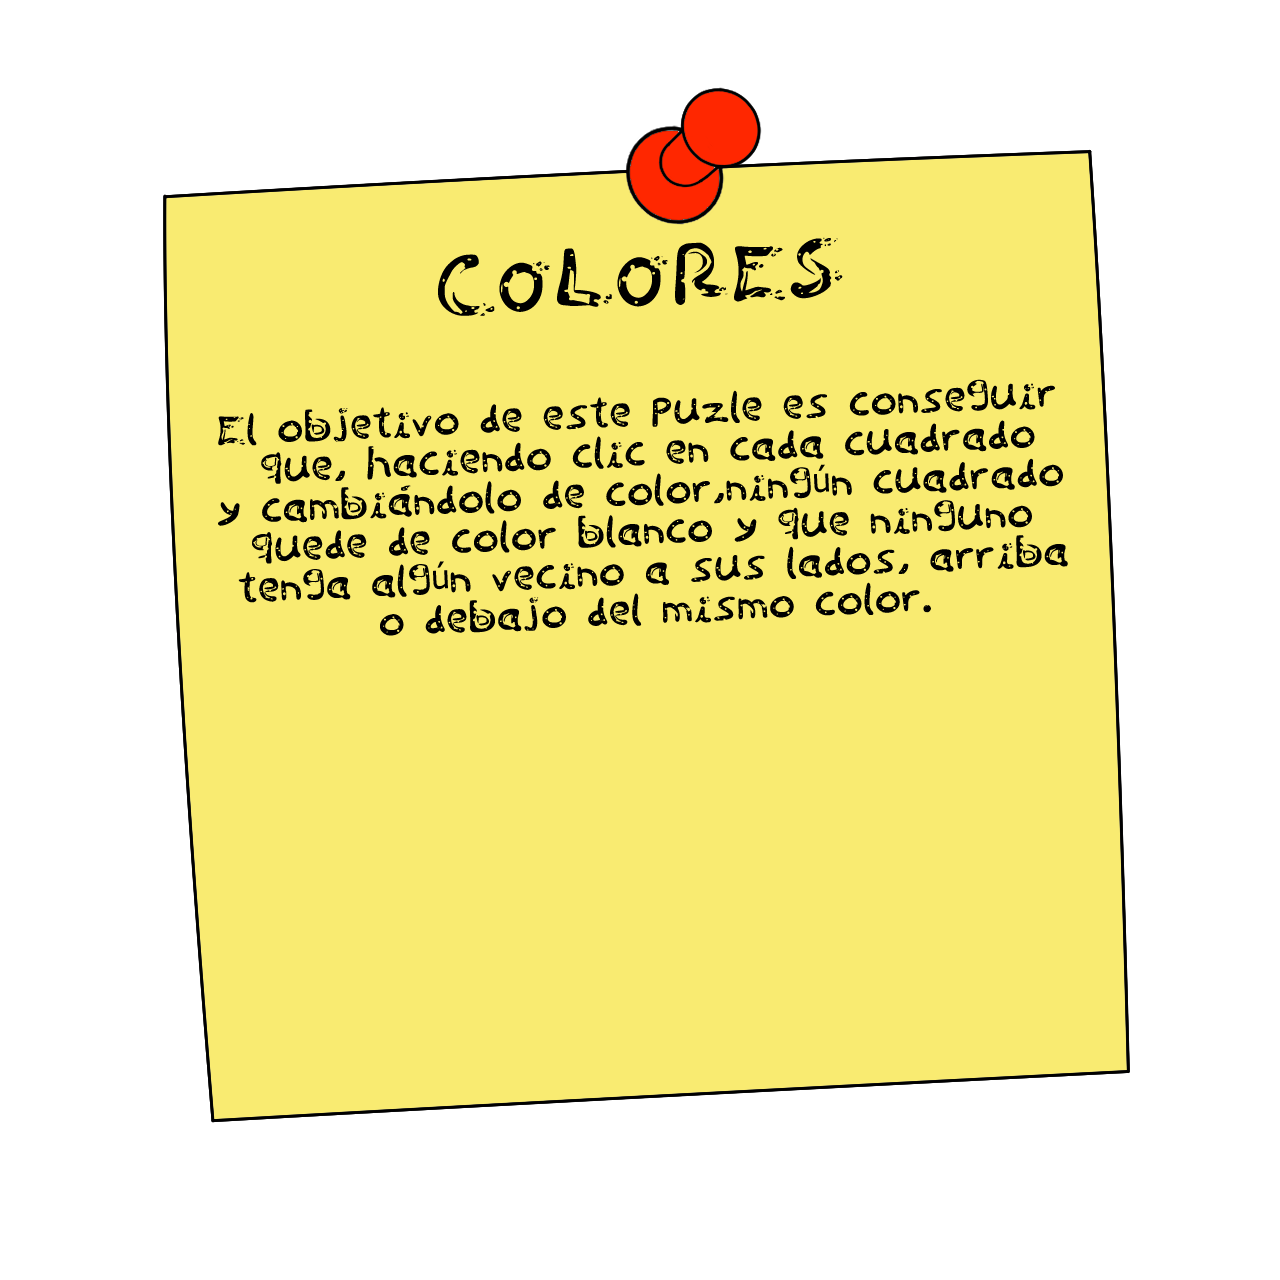 COLORES
El objetivo de este Puzle es conseguir
que, haciendo clic en cada cuadrado
y cambiándolo de color,ningún cuadrado
quede de color blanco y que ninguno
tenga algún vecino a sus lados, arriba
o debajo del mismo color.